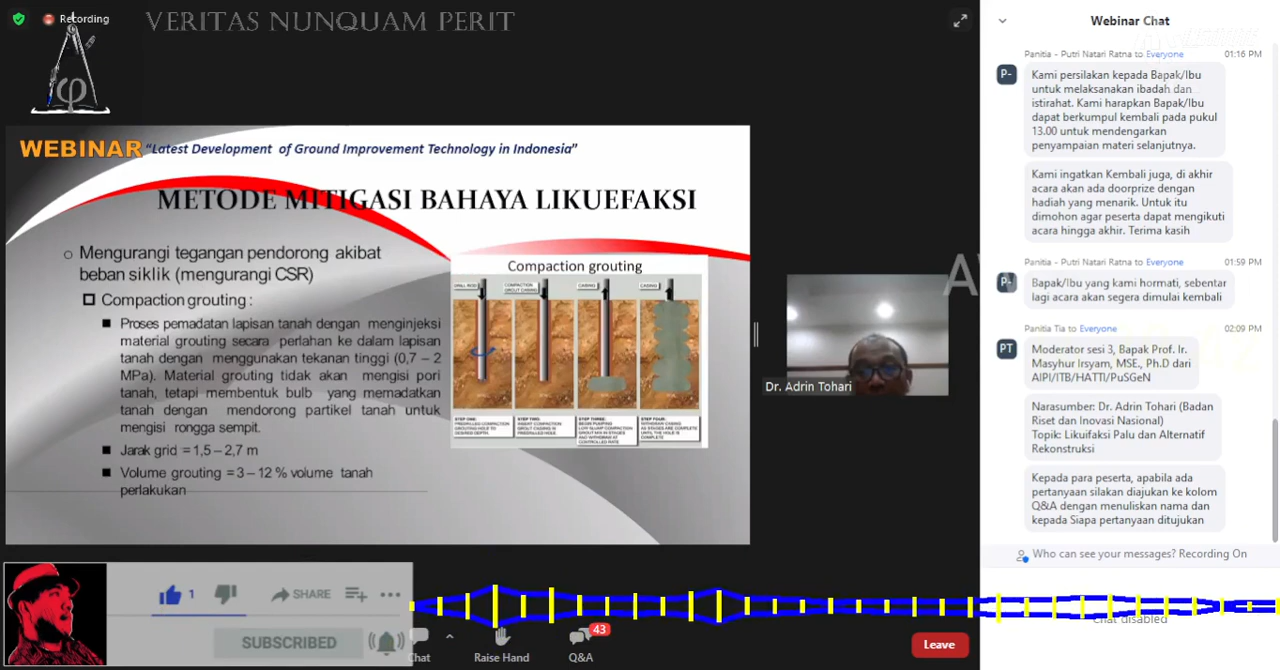 Recording
VERITAS NUNQUAM PERIT
WEBINAR "Latest Development of Ground Improvement Technology in Indonesia"
METODE MITIGASI BAHAYA LIKUEFAKSI
Mengurangi tegangan pendorong akibat
beban siklik (mengurangi CSR)
Compaction grouting :
Proses pemadatan lapisan tanah dengan menginjeksi
material grouting secara perlahan ke dalam lapisan
tanah dengan menggunakan tekanan tinggi (0,7 – 2
MPa). Material grouting tidak akan mengisi pori
tanah, tetapi membentuk bulb yang memadatkan
tanah dengan mendorong partikel tanah untuk
mengisi rongga sempit.
Jarak grid = 1,5 – 2,7 m
Volume grouting = 3 – 12 % volume tanah
perlakukan
Compaction grouting
CASING
CASING
STEP ONE:
STEP TWO:
STEP THREE:
STEP FOUR:
Dr. Adrin Tohari
1
SHARE
SUBSCRIBED
Chat
Raise Hand
43
Q&A
Leave
Webinar Chat
Panitia - Putri Natari Ratna to Everyone 01:16 PM
P-
Kami persilakan kepada Bapak/Ibu
untuk melaksanakan ibadah dan
istirahat. Kami harapkan Bapak/Ibu
dapat berkumpul kembali pada pukul
13.00 untuk mendengarkan
penyampaian materi selanjutnya.
Kami ingatkan Kembali juga, di akhir
acara akan ada doorprize dengan
hadiah yang menarik. Untuk itu
dimohon agar peserta dapat mengikuti
acara hingga akhir. Terima kasih
Panitia - Putri Natari Ratna to Everyone 01:59 PM
P-
Bapak/Ibu yang kami hormati, sebentar
lagi acara akan segera dimulai kembali
Panitia Tia to Everyone 02:09 PM
PT
Moderator sesi 3, Bapak Prof. Ir.
Masyhur Irsyam, MSE., Ph.D dari
AIPI/ITB/HATTI/PuSGeN
Narasumber: Dr. Adrin Tohari (Badan
Riset dan Inovasi Nasional)
Topik: Likuifaksi Palu dan Alternatif
Rekonstruksi
Kepada para peserta, apabila ada
pertanyaan silakan diajukan ke kolom
Q&A dengan menuliskan nama dan
kepada Siapa pertanyaan ditujukan
Who can see your messages? Recording On
Chat disabled